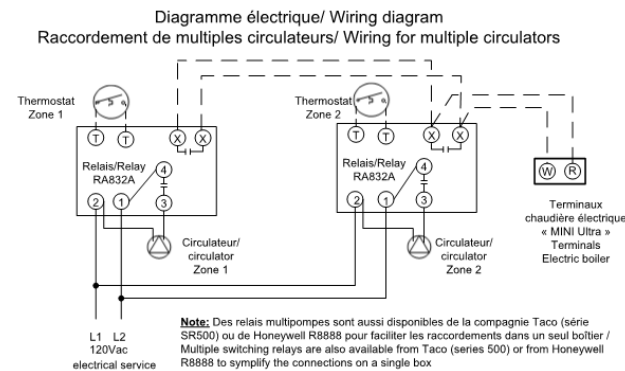 Diagramme électrique/ Wiring diagram
Raccordement de multiples circulateurs/ Wiring for multiple circulators
Thermostat
Zone 1
T T X X
Relais/Relay
RA832A
4
2 1 3
Circulateur/
circulator
Zone 1
Thermostat
Zone 2
T T X X
Relais/Relay
RA832A
4
2 1 3
Circulateur/
circulator
Zone 2
W R
Terminaux
chaudière électrique
« MINI Ultra »
Terminals
Electric boiler
L1 L2
120Vac
electrical service
Note: Des relais multipompes sont aussi disponibles de la compagnie Taco (série
SR500) ou de Honeywell R8888 pour faciliter les raccordements dans un seul boîtier /
Multiple switching relays are also available from Taco (series 500) or from Honeywell
R8888 to symplify the connections on a single box